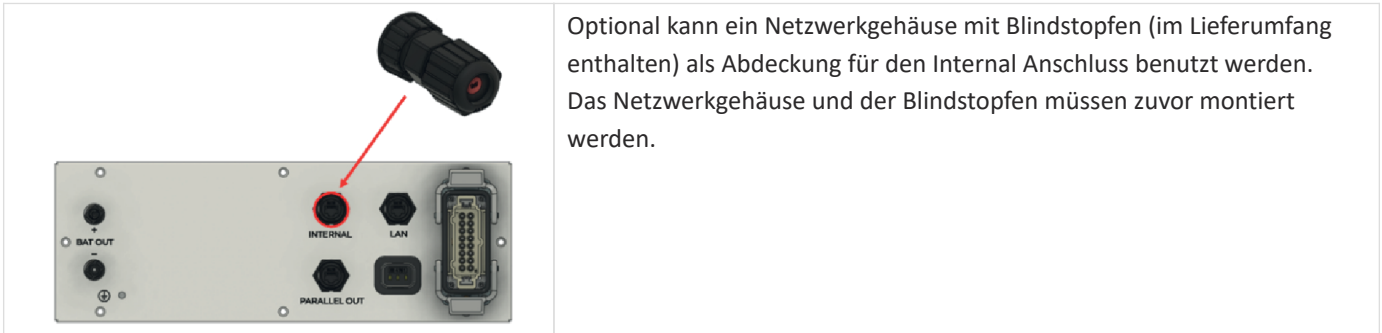 Optional kann ein Netzwerkgehäuse mit Blindstopfen (im Lieferumfang
enthalten) als Abdeckung für den Internal Anschluss benutzt werden.
Das Netzwerkgehäuse und der Blindstopfen müssen zuvor montiert
werden.
INTERNAL
LAN
+
BAT OUT
-
PARALLEL OUT